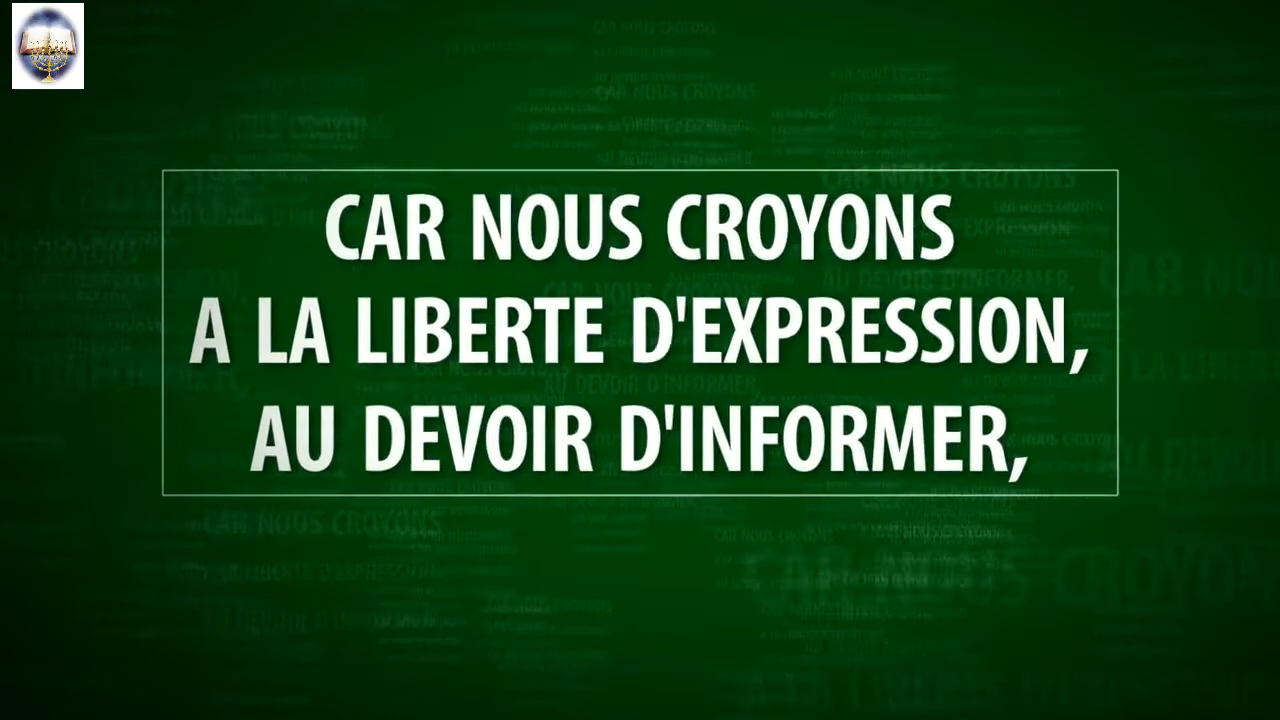 CAR NOUS CROYONS
A LA LIBERTE D'EXPRESSION,
AU DEVOIR D'INFORMER,